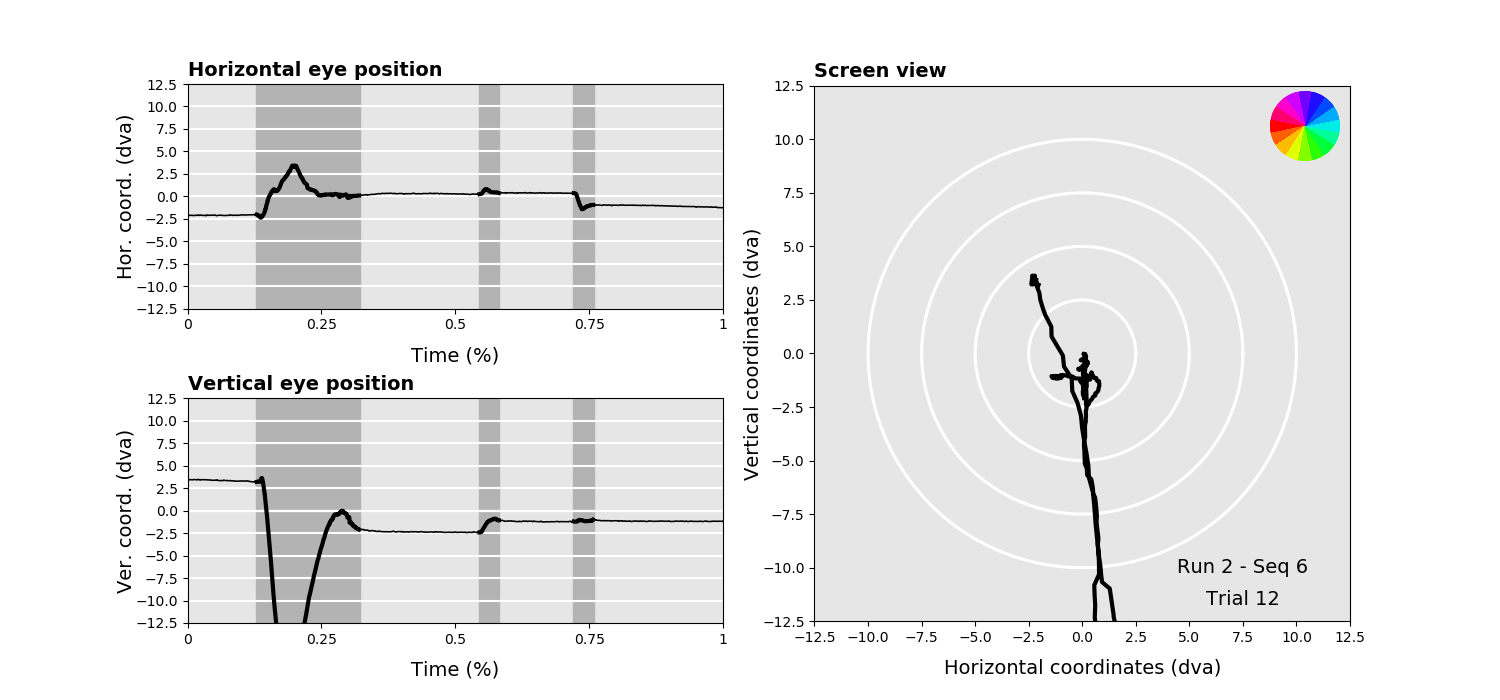 Horizontal eye position
Hor. coord. (dva)
12.5
10.0
7.5
5.0
2.5
0.0
−2.5
−5.0
−7.5
−10.0
−12.5
0 0.25 0.5 0.75 1
Time (%)
Vertical eye position
Ver. coord. (dva)
12.5
10.0
7.5
5.0
2.5
0.0
−2.5
−5.0
−7.5
−10.0
−12.5
0 0.25 0.5 0.75 1
Time (%)
Screen view
Vertical coordinates (dva)
12.5
10.0
7.5
5.0
2.5
0.0
−2.5
−5.0
−7.5
−10.0
−12.5
Run 2 - Seq 6
Trial 12
−12.5 −10.0 −7.5 −5.0 −2.5 0.0 2.5 5.0 7.5 10.0 12.5
Horizontal coordinates (dva)